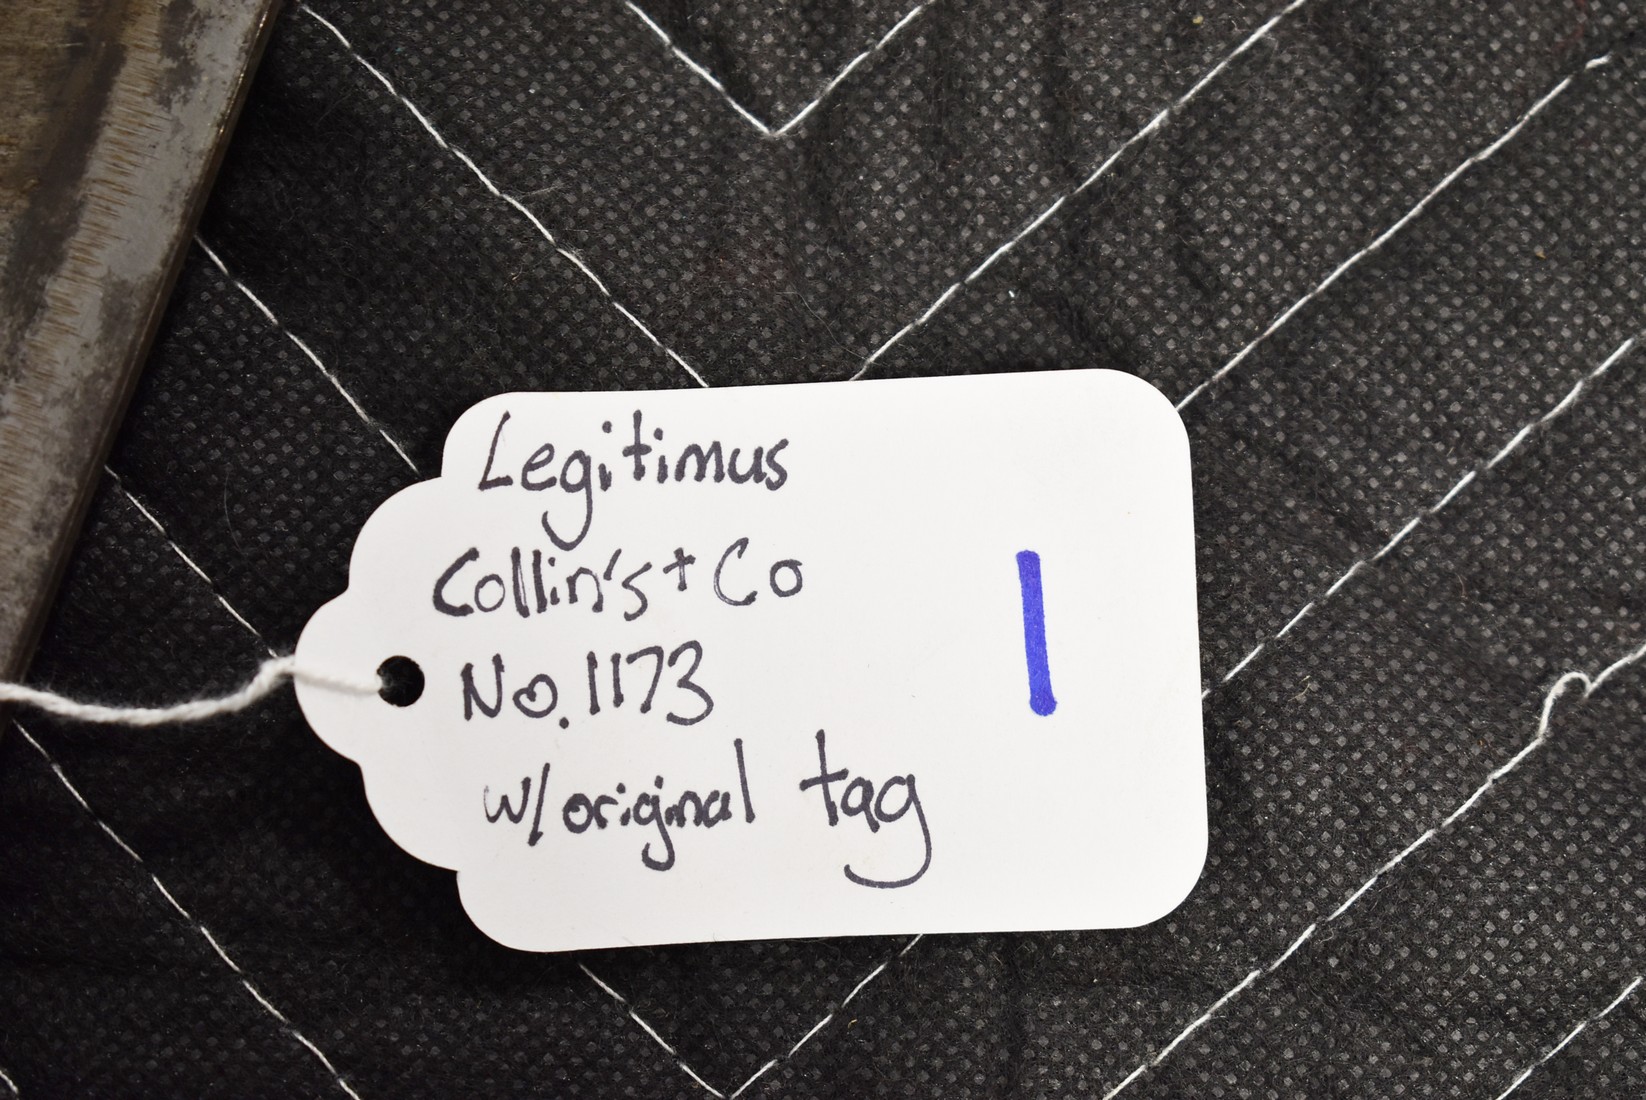 Legitimus
Collin's + Co
No. 1173
w/ original tag
1